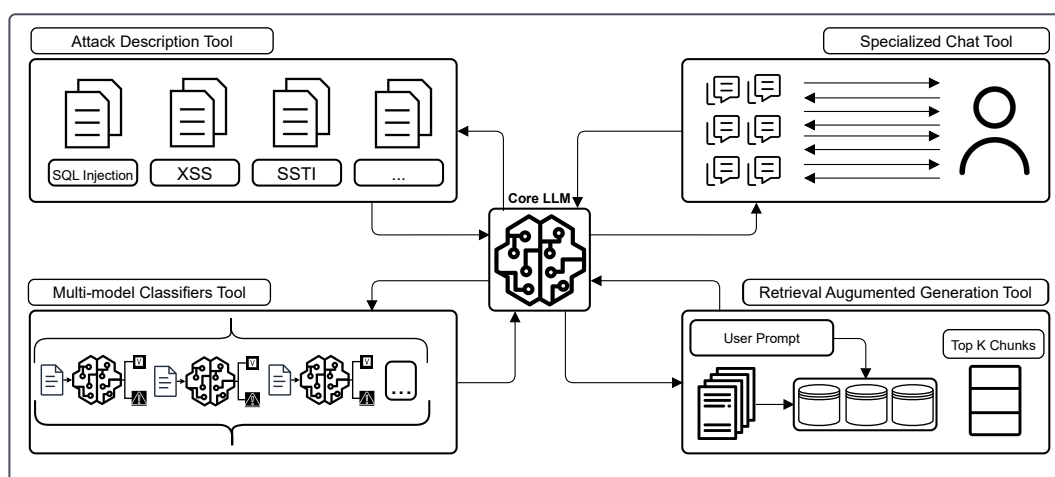 Attack Description Tool
Specialized Chat Tool
SQL Injection
XSS
SSTI
...
Core LLM
Multi-model Classifiers Tool
Retrieval Augumented Generation Tool
User Prompt
Top K Chunks
V
V
V
...